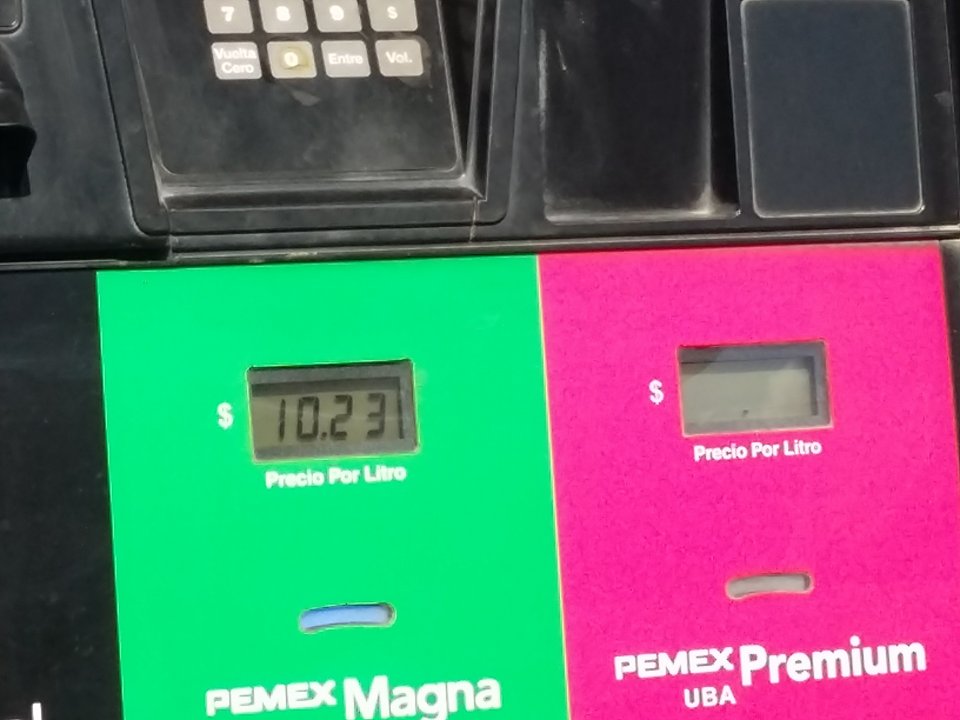 7 8 9 $
Vuelta Cero 0 Entre Vol.
$ 10.231
Precio Por Litro
PEMEX Magna
$
Precio Por Litro
PEMEX Premium
UBA